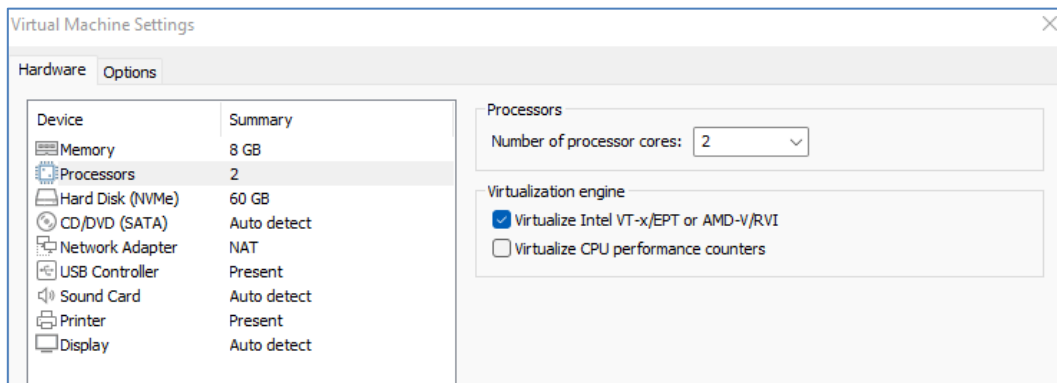 Virtual Machine Settings
Hardware Options
Device Summary
Memory 8 GB
Processors 2
Hard Disk (NVMe) 60 GB
CD/DVD (SATA) Auto detect
Network Adapter NAT
USB Controller Present
Sound Card Auto detect
Printer Present
Display Auto detect
Processors
Number of processor cores: 2
Virtualization engine
Virtualize Intel VT-x/EPT or AMD-V/RVI
Virtualize CPU performance counters